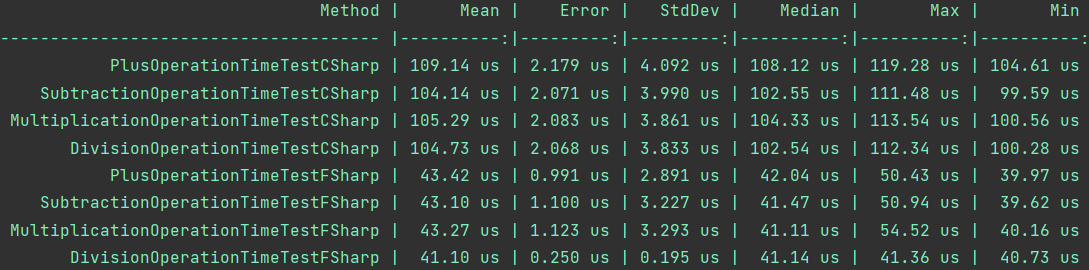 Method | Mean | Error | StdDev | Median | Max | Min
-------------------------------------- |----------:|---------:|---------:|----------:|----------:|----------:
PlusOperationTimeTestCSharp | 109.14 us | 2.179 us | 4.092 us | 108.12 us | 119.28 us | 104.61 us
SubtractionOperationTimeTestCSharp | 104.14 us | 2.071 us | 3.990 us | 102.55 us | 111.48 us | 99.59 us
MultiplicationOperationTimeTestCSharp | 105.29 us | 2.083 us | 3.861 us | 104.33 us | 113.54 us | 100.56 us
DivisionOperationTimeTestCSharp | 104.73 us | 2.068 us | 3.833 us | 102.54 us | 112.34 us | 100.28 us
PlusOperationTimeTestFSharp | 43.42 us | 0.991 us | 2.891 us | 42.04 us | 50.43 us | 39.97 us
SubtractionOperationTimeTestFSharp | 43.10 us | 1.100 us | 3.227 us | 41.47 us | 50.94 us | 39.62 us
MultiplicationOperationTimeTestFSharp | 43.27 us | 1.123 us | 3.293 us | 41.11 us | 54.52 us | 40.16 us
DivisionOperationTimeTestFSharp | 41.10 us | 0.250 us | 0.195 us | 41.14 us | 41.36 us | 40.73 us